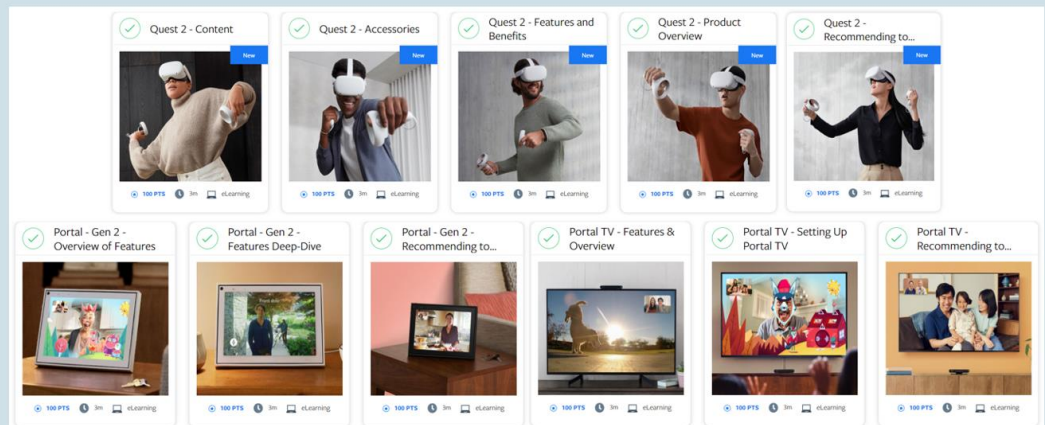 Quest 2 - Content
New
100 PTS 3m eLearning
Quest 2 - Accessories
New
100 PTS 3m eLearning
Quest 2 - Features and
Benefits
New
100 PTS 3m eLearning
Quest 2 - Product
Overview
New
100 PTS 3m eLearning
Quest 2 -
Recommending to...
New
100 PTS 3m eLearning
Portal - Gen 2 -
Overview of Features
100 PTS 3m eLearning
Portal - Gen 2 -
Features Deep-Dive
100 PTS 3m eLearning
Portal - Gen 2 -
Recommending to...
100 PTS 3m eLearning
Portal TV - Features &
Overview
100 PTS 3m eLearning
Portal TV - Setting Up
Portal TV
100 PTS 3m eLearning
Portal TV -
Recommending to...
100 PTS 3m eLearning